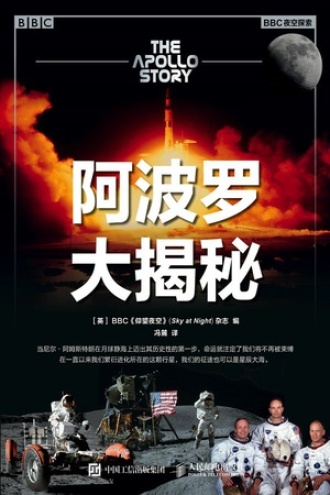 BBC
BBC夜空探索
THE
APOLLO
STORY
阿波罗
大揭秘
［英］BBC《仰望夜空》(Sky at Night) 杂志 编
冯麓 译
当尼尔·阿姆斯特朗在月球静海上迈出其历史性的第一步，命运就注定了我们将不再被束缚
在一直以来我们繁衍进化所在的这颗行星，我们的征途也可以是星辰大海。
中国工信出版集团
人民邮电出版社